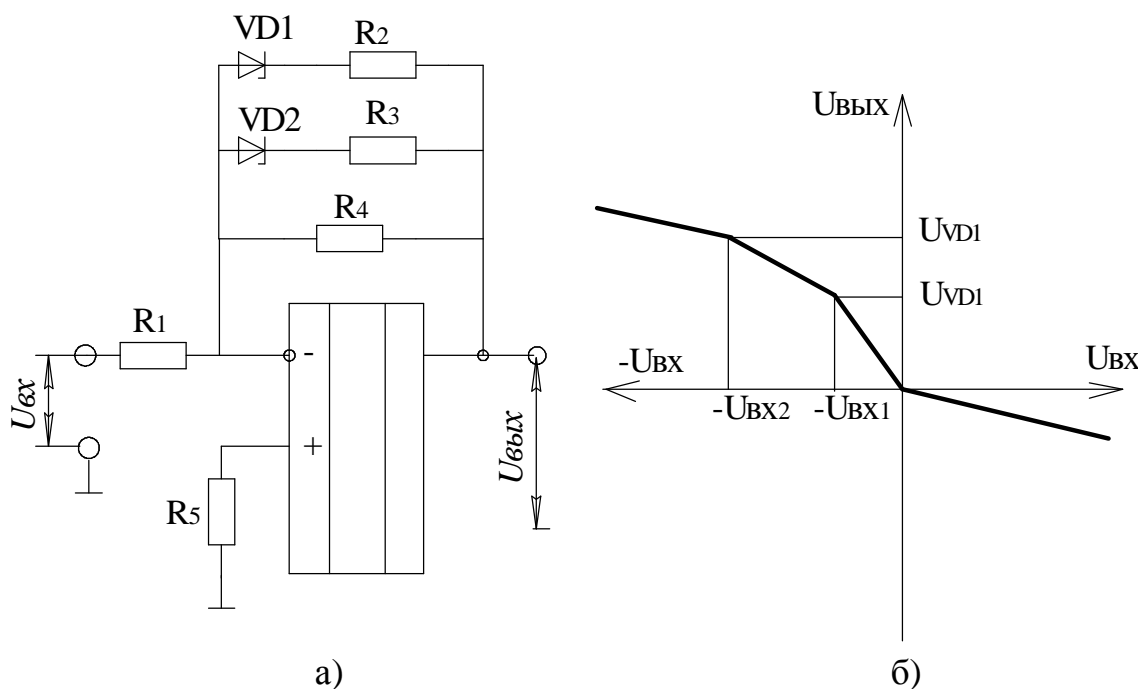 VD1
R2
VD2
R3
R4
R1
-
Uвх
+
R5
Uвых
а)
UВЫХ
UVD1
UVD1
-UВХ
UВХ
-UВХ2
-UВХ1
б)